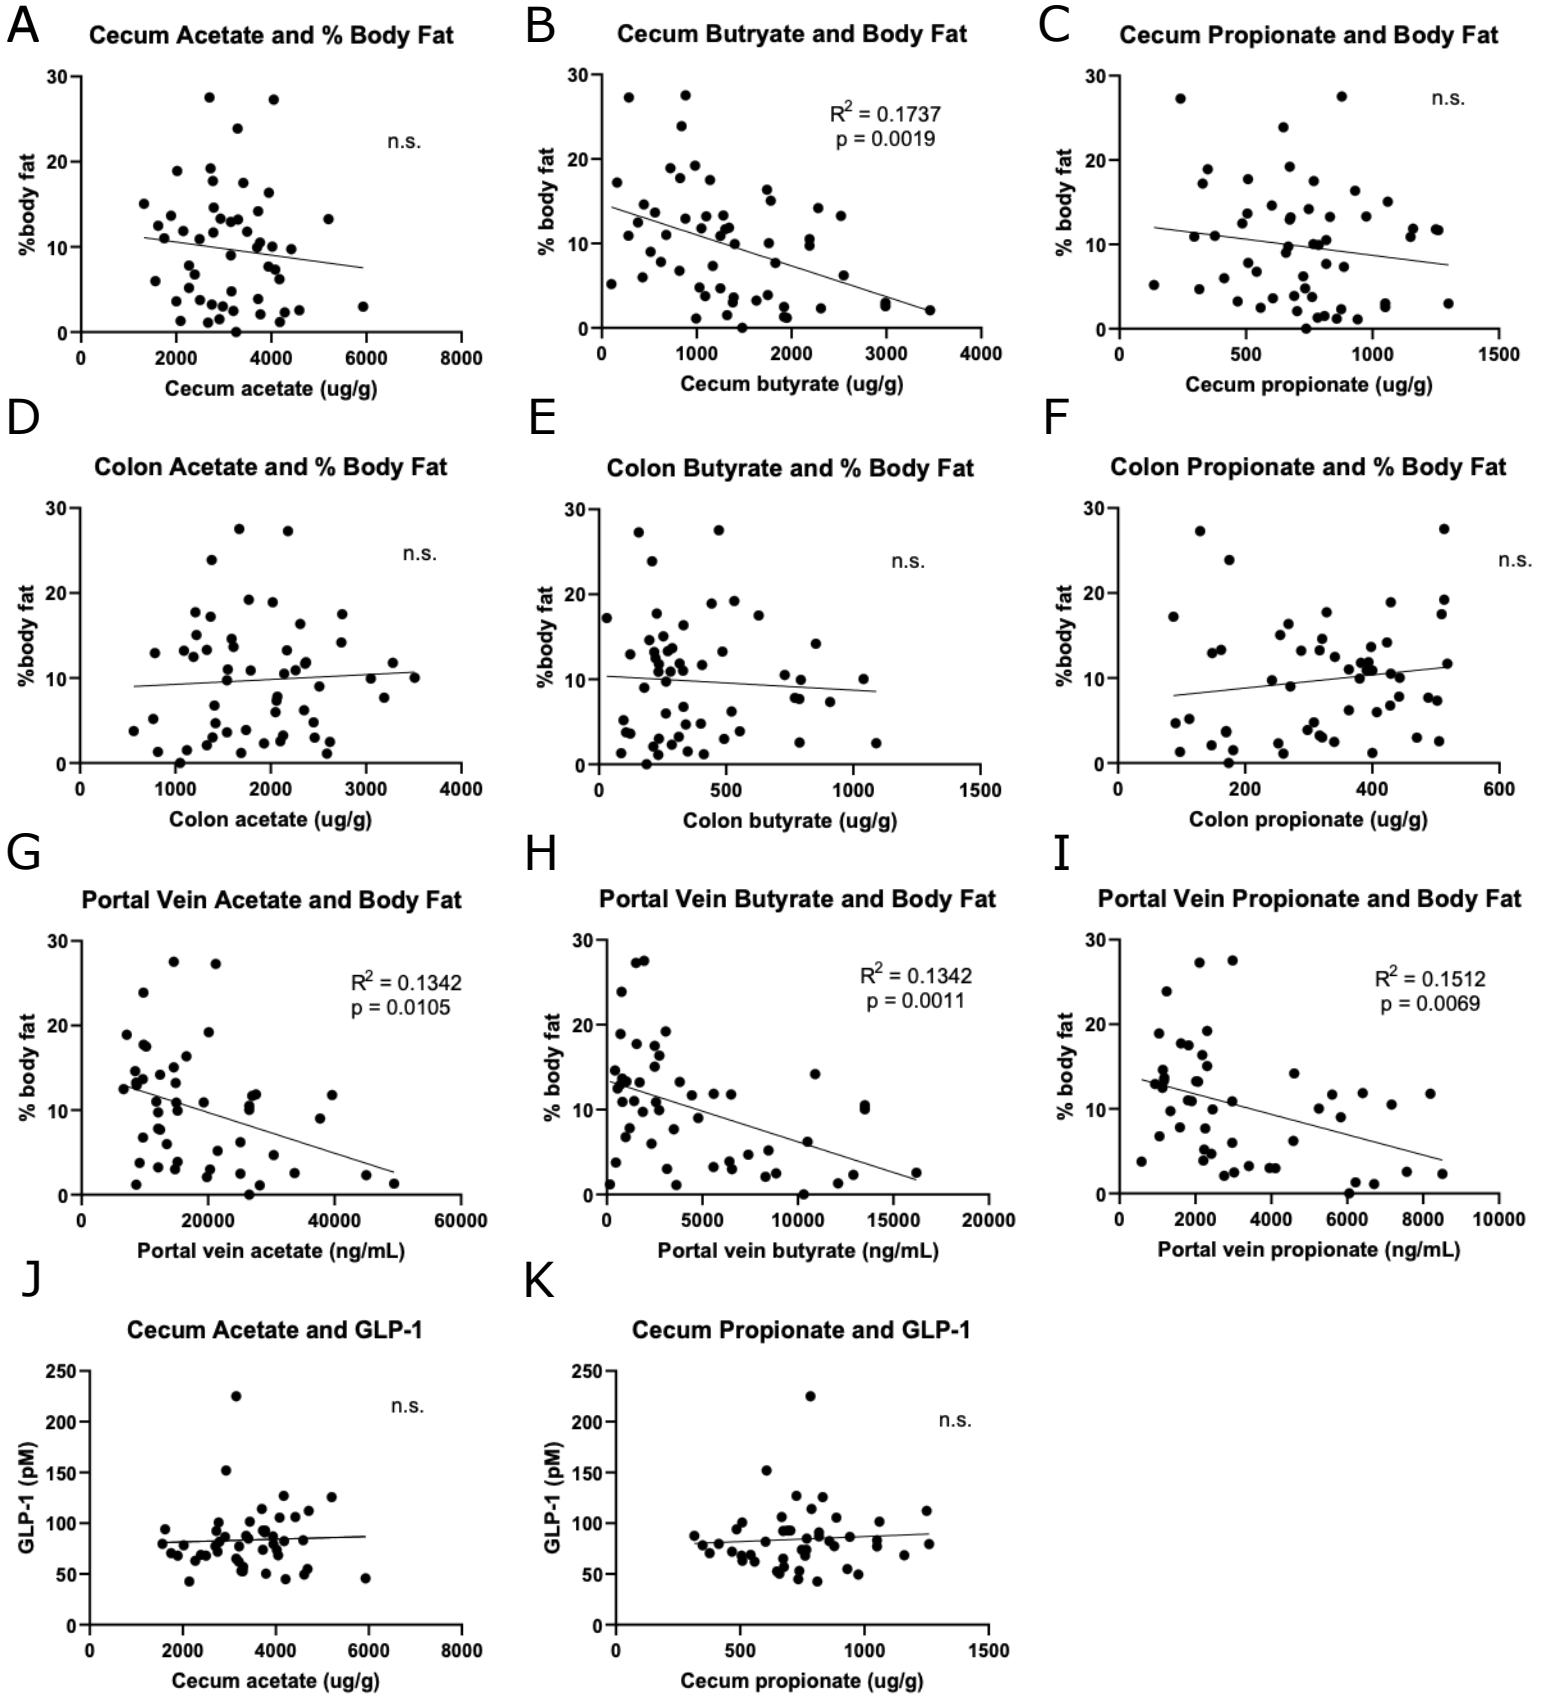 A
Cecum Acetate and % Body Fat
30
20
10
0
%body fat
n.s.
0 2000 4000 6000 8000
Cecum acetate (ug/g)
B
Cecum Butryate and Body Fat
30
20
10
0
% body fat
R² = 0.1737
p = 0.0019
0 1000 2000 3000 4000
Cecum butyrate (ug/g)
C
Cecum Propionate and Body Fat
30
20
10
0
% body fat
n.s.
0 500 1000 1500
Cecum propionate (ug/g)
D
Colon Acetate and % Body Fat
30
20
10
0
%body fat
n.s.
0 1000 2000 3000 4000
Colon acetate (ug/g)
E
Colon Butyrate and % Body Fat
30
20
10
0
%body fat
n.s.
0 500 1000 1500
Colon butyrate (ug/g)
F
Colon Propionate and % Body Fat
30
20
10
0
%body fat
n.s.
0 200 400 600
Colon propionate (ug/g)
G
Portal Vein Acetate and Body Fat
30
20
10
0
% body fat
R² = 0.1342
p = 0.0105
0 20000 40000 60000
Portal vein acetate (ng/mL)
H
Portal Vein Butyrate and Body Fat
30
20
10
0
% body fat
R² = 0.1342
p = 0.0011
0 5000 10000 15000 20000
Portal vein butyrate (ng/mL)
I
Portal Vein Propionate and Body Fat
30
20
10
0
% body fat
R² = 0.1512
p = 0.0069
0 2000 4000 6000 8000 10000
Portal vein propionate (ng/mL)
J
Cecum Acetate and GLP-1
250
200
150
100
50
0
GLP-1 (pM)
n.s.
0 2000 4000 6000 8000
Cecum acetate (ug/g)
K
Cecum Propionate and GLP-1
250
200
150
100
50
0
GLP-1 (pM)
n.s.
0 500 1000 1500
Cecum propionate (ug/g)